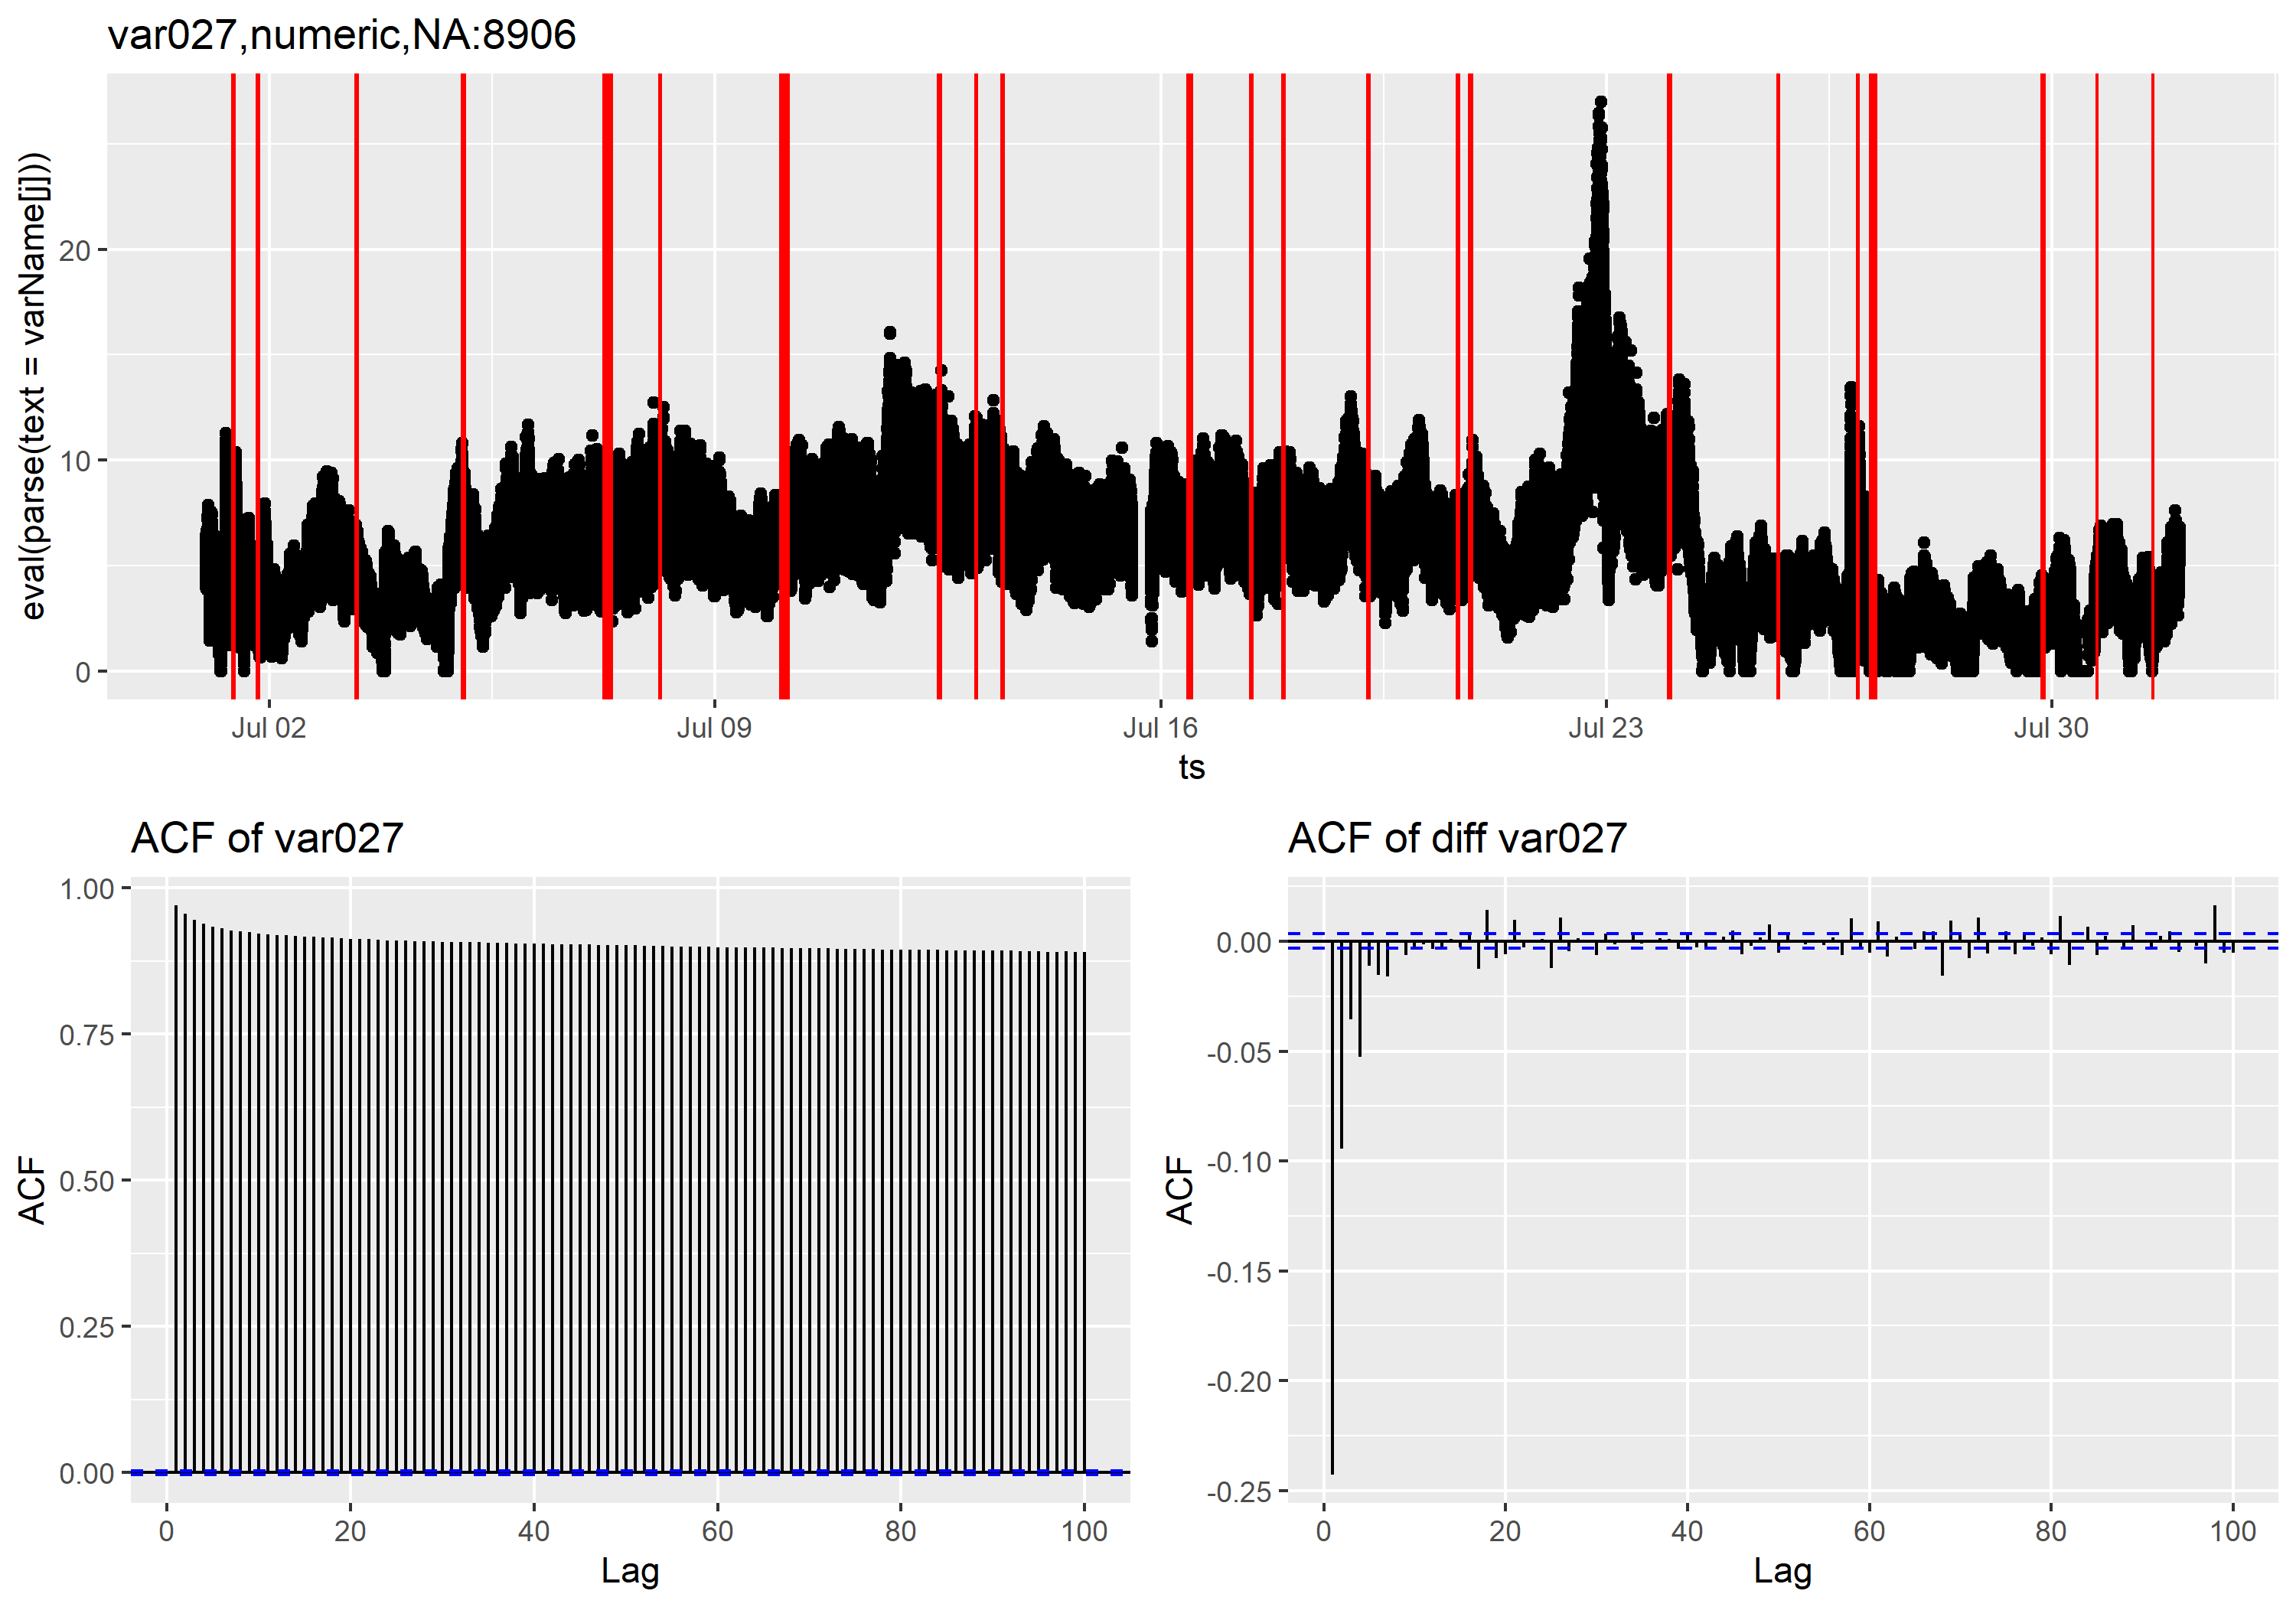 var027,numeric,NA:8906
eval(parse(text = varName[j]))
20
10
0
Jul 02
Jul 09
Jul 16
Jul 23
Jul 30
ts
ACF of var027
ACF
1.00
0.75
0.50
0.25
0.00
0
20
40
60
80
100
Lag
ACF of diff var027
ACF
0.00
-0.05
-0.10
-0.15
-0.20
-0.25
0
20
40
60
80
100
Lag